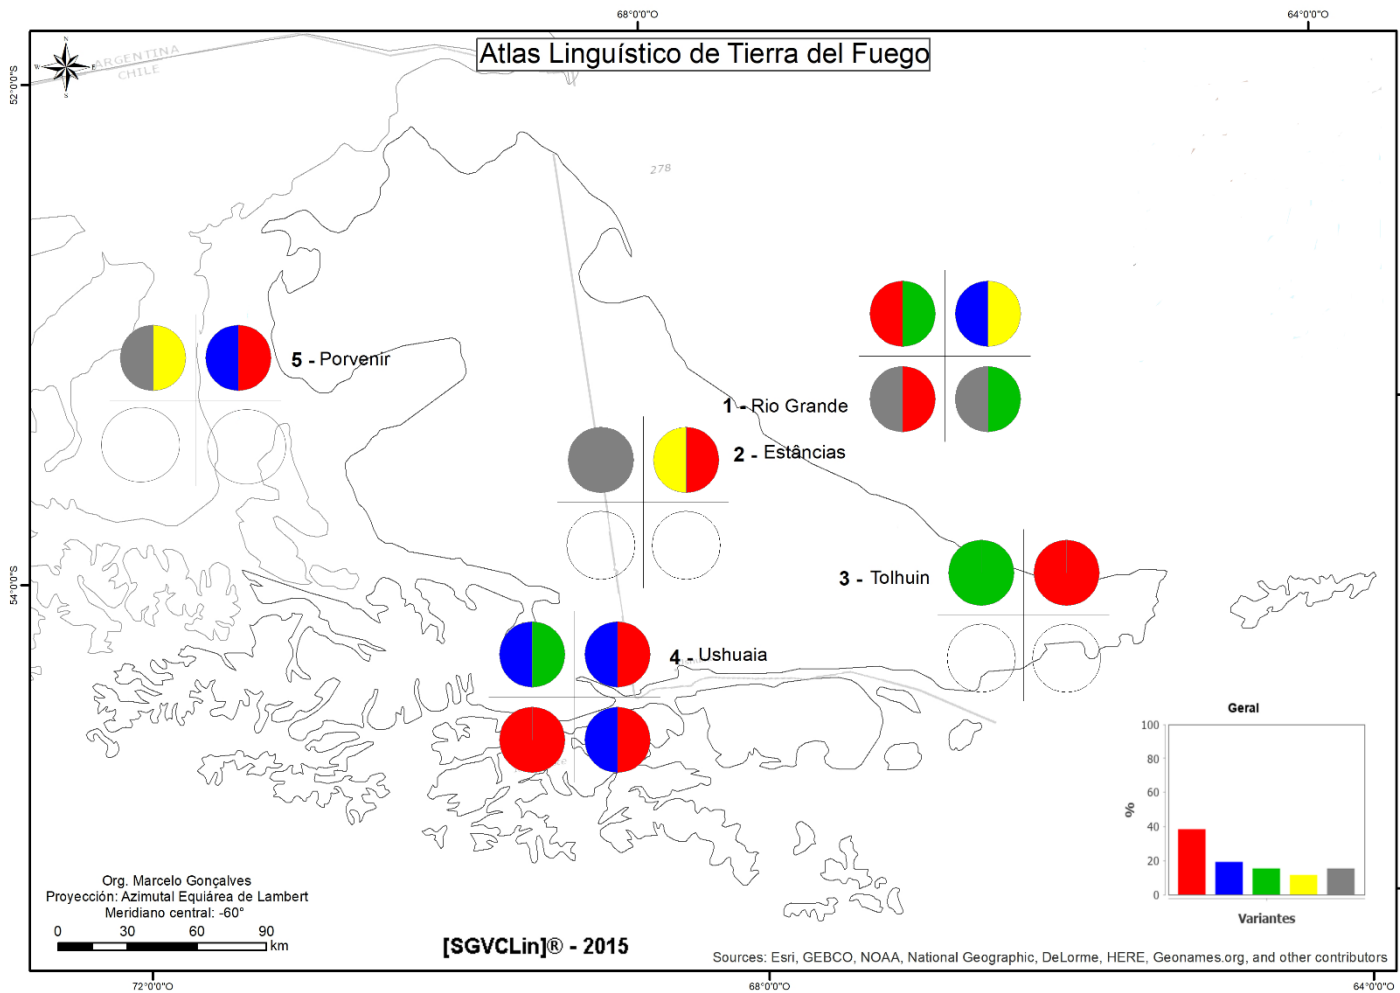 68°0'0"O
64°0'0"O
52°0'0"S
ARGENTINA
CHILE
N
W
E
S
Atlas Linguístico de Tierra del Fuego
278
5 - Porvenir
1 - Rio Grande
2 - Estâncias
54°0'0"S
3 - Tolhuin
4 - Ushuaia
Geral
100
80
60
40
20
0
%
Variantes
Org. Marcelo Gonçalves
Proyección: Azimutal Equiárea de Lambert
Meridiano central: -60°
0 30 60 90
km
[SGVCLin]® - 2015
Sources: Esri, GEBCO, NOAA, National Geographic, DeLorme, HERE, Geonames.org, and other contributors
72°0'0"O
68°0'0"O
64°0'0"O